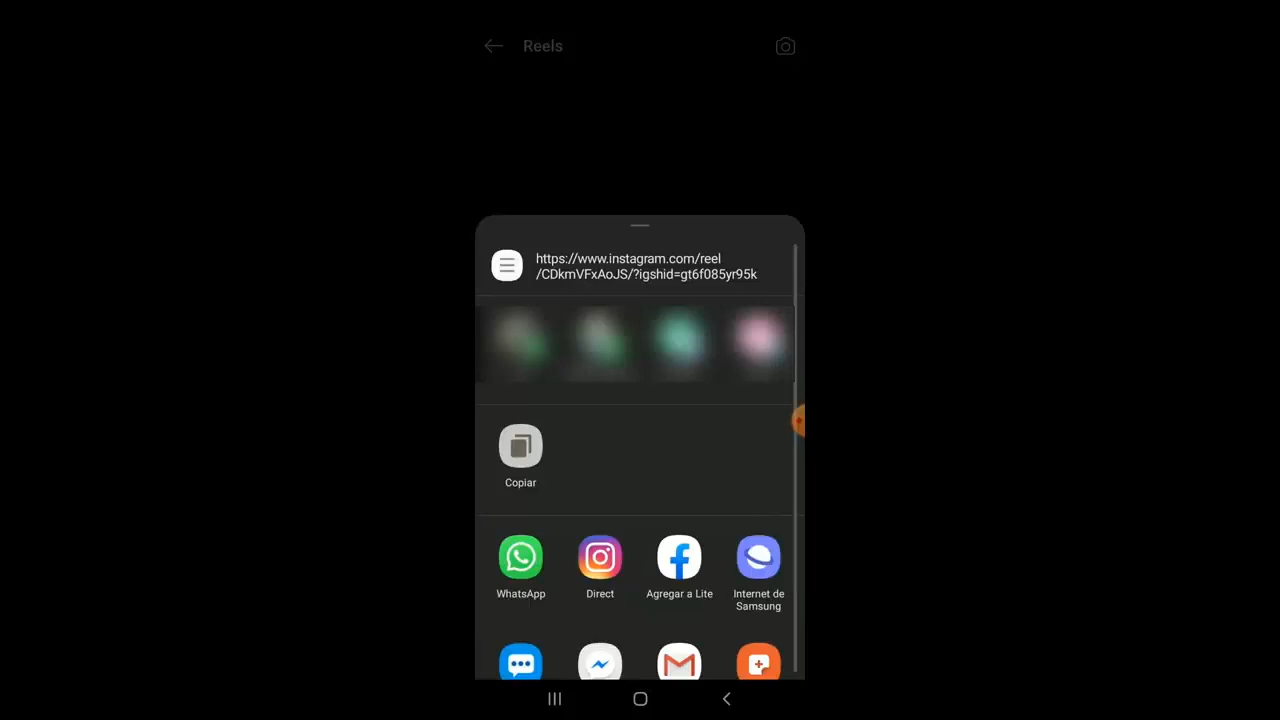 Reels
https://www.instagram.com/reel
/CDkmVFxAoJS/?igshid=gt6f085yr95k
Copiar
WhatsApp
Direct
Agregar a Lite
Internet de
Samsung